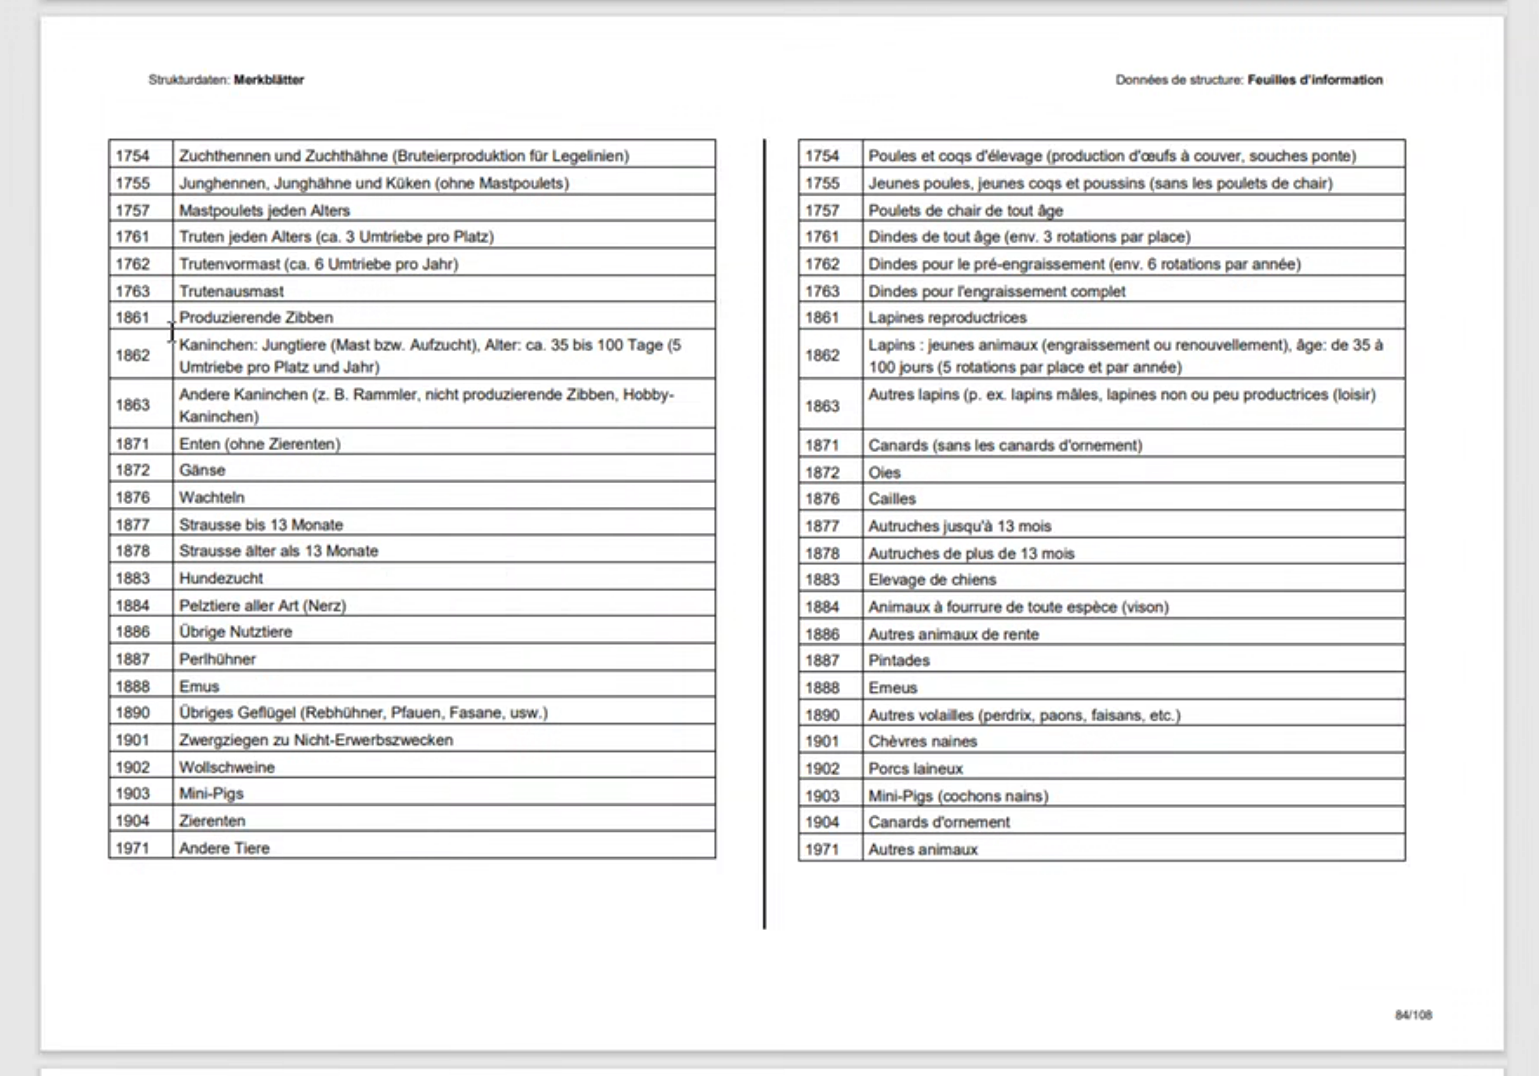 Strukturdaten: Merkblätter
Données de structure: Feuilles d'information
1754 Zuchthennen und Zuchthähne (Bruteierproduktion für Legelinien)
1755 Junghennen, Junghähne und Küken (ohne Mastpoulets)
1757 Mastpoulets jeden Alters
1761 Truten jeden Alters (ca. 3 Umtriebe pro Platz)
1762 Trutenvormast (ca. 6 Umtriebe pro Jahr)
1763 Trutenausmast
1861 Produzierende Zibben
1862 Kaninchen: Jungtiere (Mast bzw. Aufzucht), Alter: ca. 35 bis 100 Tage (5
Umtriebe pro Platz und Jahr)
1863 Andere Kaninchen (z. B. Rammler, nicht produzierende Zibben, Hobby-
Kaninchen)
1871 Enten (ohne Zierenten)
1872 Gänse
1876 Wachteln
1877 Strausse bis 13 Monate
1878 Strausse älter als 13 Monate
1883 Hundezucht
1884 Pelztiere aller Art (Nerz)
1886 Übrige Nutztiere
1887 Perlhühner
1888 Emus
1890 Übriges Geflügel (Rebhühner, Pfauen, Fasane, usw.)
1901 Zwergziegen zu Nicht-Erwerbszwecken
1902 Wollschweine
1903 Mini-Pigs
1904 Zierenten
1971 Andere Tiere
1754 Poules et coqs d'élevage (production d'œufs à couver, souches ponte)
1755 Jeunes poules, jeunes coqs et poussins (sans les poulets de chair)
1757 Poulets de chair de tout âge
1761 Dindes de tout âge (env. 3 rotations par place)
1762 Dindes pour le pré-engraissement (env. 6 rotations par année)
1763 Dindes pour l'engraissement complet
1861 Lapines reproductrices
1862 Lapins : jeunes animaux (engraissement ou renouvellement), âge: de 35 à
100 jours (5 rotations par place et par année)
1863 Autres lapins (p. ex. lapins mâles, lapines non ou peu productrices (loisir)
1871 Canards (sans les canards d'ornement)
1872 Oies
1876 Cailles
1877 Autruches jusqu'à 13 mois
1878 Autruches de plus de 13 mois
1883 Elevage de chiens
1884 Animaux à fourrure de toute espèce (vison)
1886 Autres animaux de rente
1887 Pintades
1888 Emeus
1890 Autres volailles (perdrix, paons, faisans, etc.)
1901 Chèvres naines
1902 Porcs laineux
1903 Mini-Pigs (cochons nains)
1904 Canards d'ornement
1971 Autres animaux
84/108